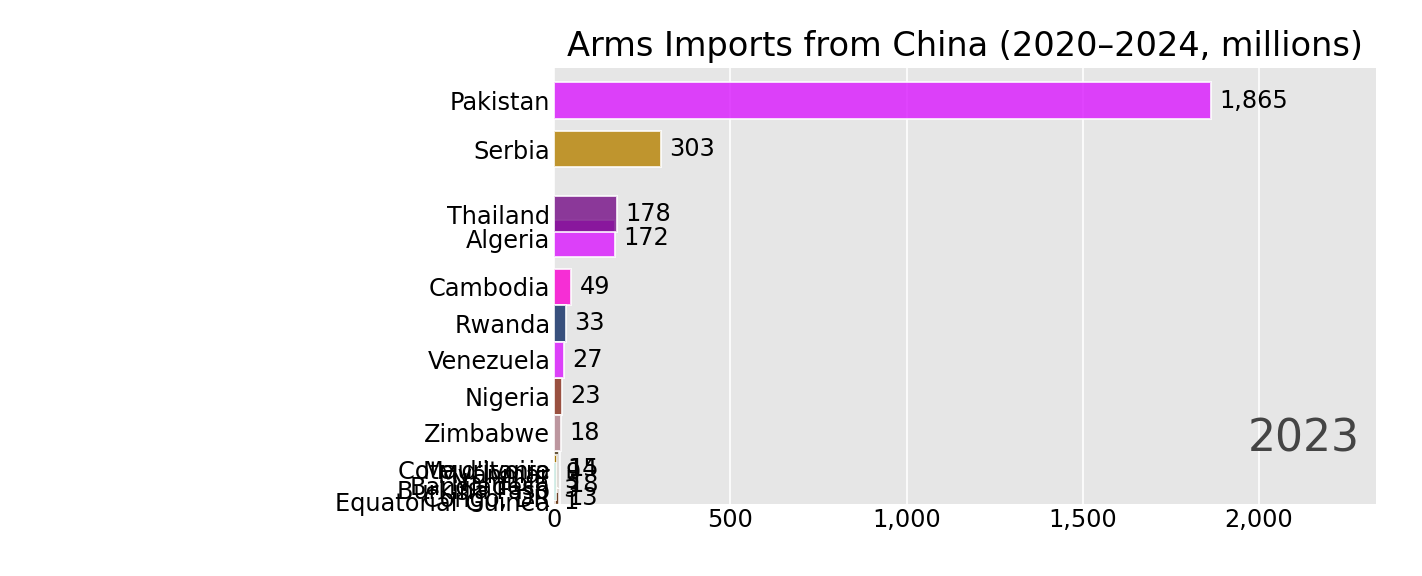 Arms Imports from China (2020–2024, millions)
Pakistan 1,865
Serbia 303
Thailand 178
Algeria 172
Cambodia 49
Rwanda 33
Venezuela 27
Nigeria 23
Zimbabwe 18
2023
Equatorial Guinea 1
0 500 1,000 1,500 2,000